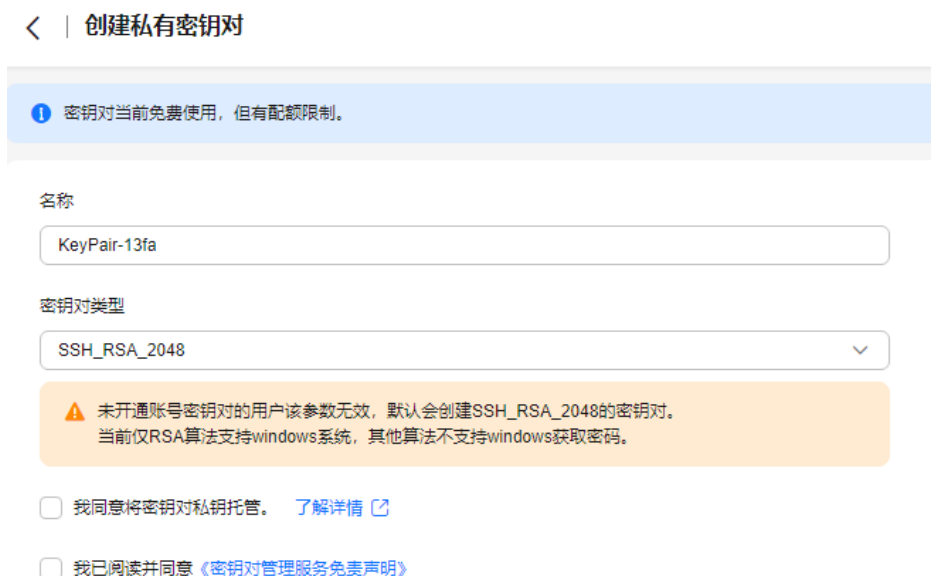 创建私有密钥对
密钥对当前免费使用，但有配额限制。
名称
KeyPair-13fa
密钥对类型
SSH_RSA_2048
未开通账号密钥对的用户该参数无效，默认会创建SSH_RSA_2048的密钥对。
当前仅RSA算法支持windows系统，其他算法不支持windows获取密码。
我同意将密钥对私钥托管。 了解详情
我已阅读并同意《密钥对管理服务免责声明》